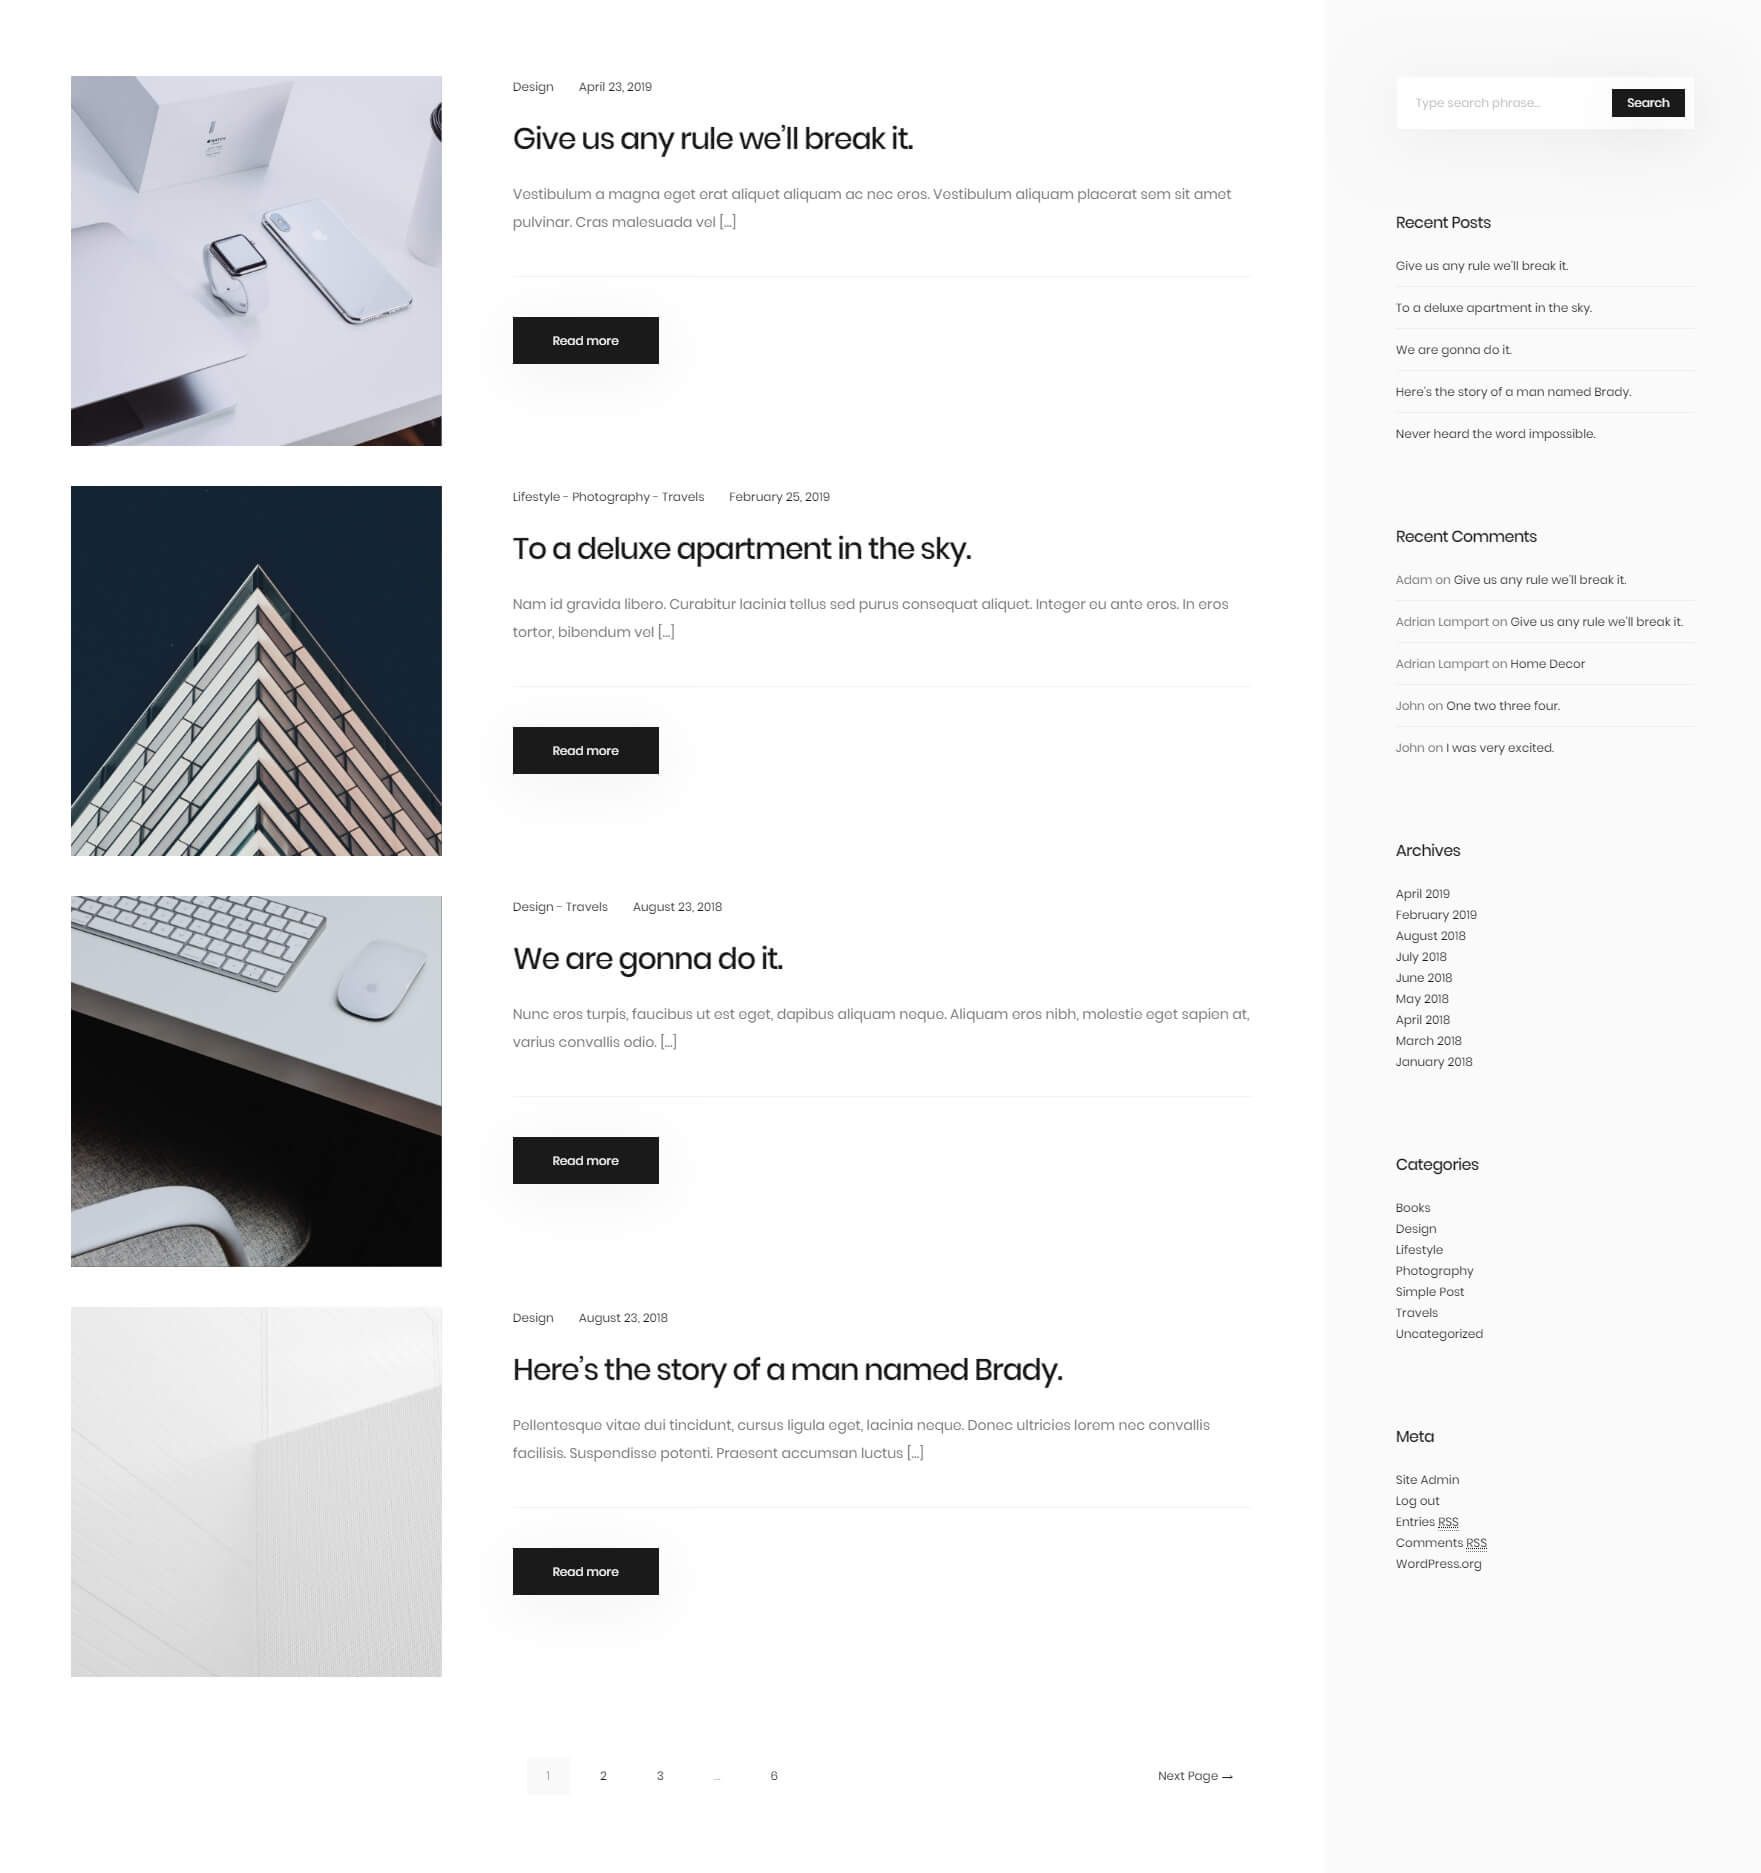 Design April 23, 2019
Give us any rule we’ll break it.
Vestibulum a magna eget erat aliquet aliquam ac nec eros. Vestibulum aliquam placerat sem sit amet
pulvinar. Cras malesuada vel [...]
Read more
Lifestyle - Photography - Travels February 25, 2019
To a deluxe apartment in the sky.
Nam id gravida libero. Curabitur lacinia tellus sed purus consequat aliquet. Integer eu ante eros. In eros
tortor, bibendum vel [...]
Read more
Design - Travels August 23, 2018
We are gonna do it.
Nunc eros turpis, faucibus ut est eget, dapibus aliquam neque. Aliquam eros nibh, molestie eget sapien at,
varius convallis odio. [...]
Read more
Design August 23, 2018
Here’s the story of a man named Brady.
Pellentesque vitae dui tincidunt, cursus ligula eget, lacinia neque. Donec ultricies lorem nec convallis
facilisis. Suspendisse potenti. Praesent accumsan luctus [...]
Read more
1 2 3 ... 6 Next Page →
Type search phrase... Search
Recent Posts
Give us any rule we’ll break it.
To a deluxe apartment in the sky.
We are gonna do it.
Here’s the story of a man named Brady.
Never heard the word impossible.
Recent Comments
Adam on Give us any rule we’ll break it.
Adrian Lampart on Give us any rule we’ll break it.
Adrian Lampart on Home Decor
John on One two three four.
John on I was very excited.
Archives
April 2019
February 2019
August 2018
July 2018
June 2018
May 2018
April 2018
March 2018
January 2018
Categories
Books
Design
Lifestyle
Photography
Simple Post
Travels
Uncategorized
Meta
Site Admin
Log out
Entries RSS
Comments RSS
WordPress.org